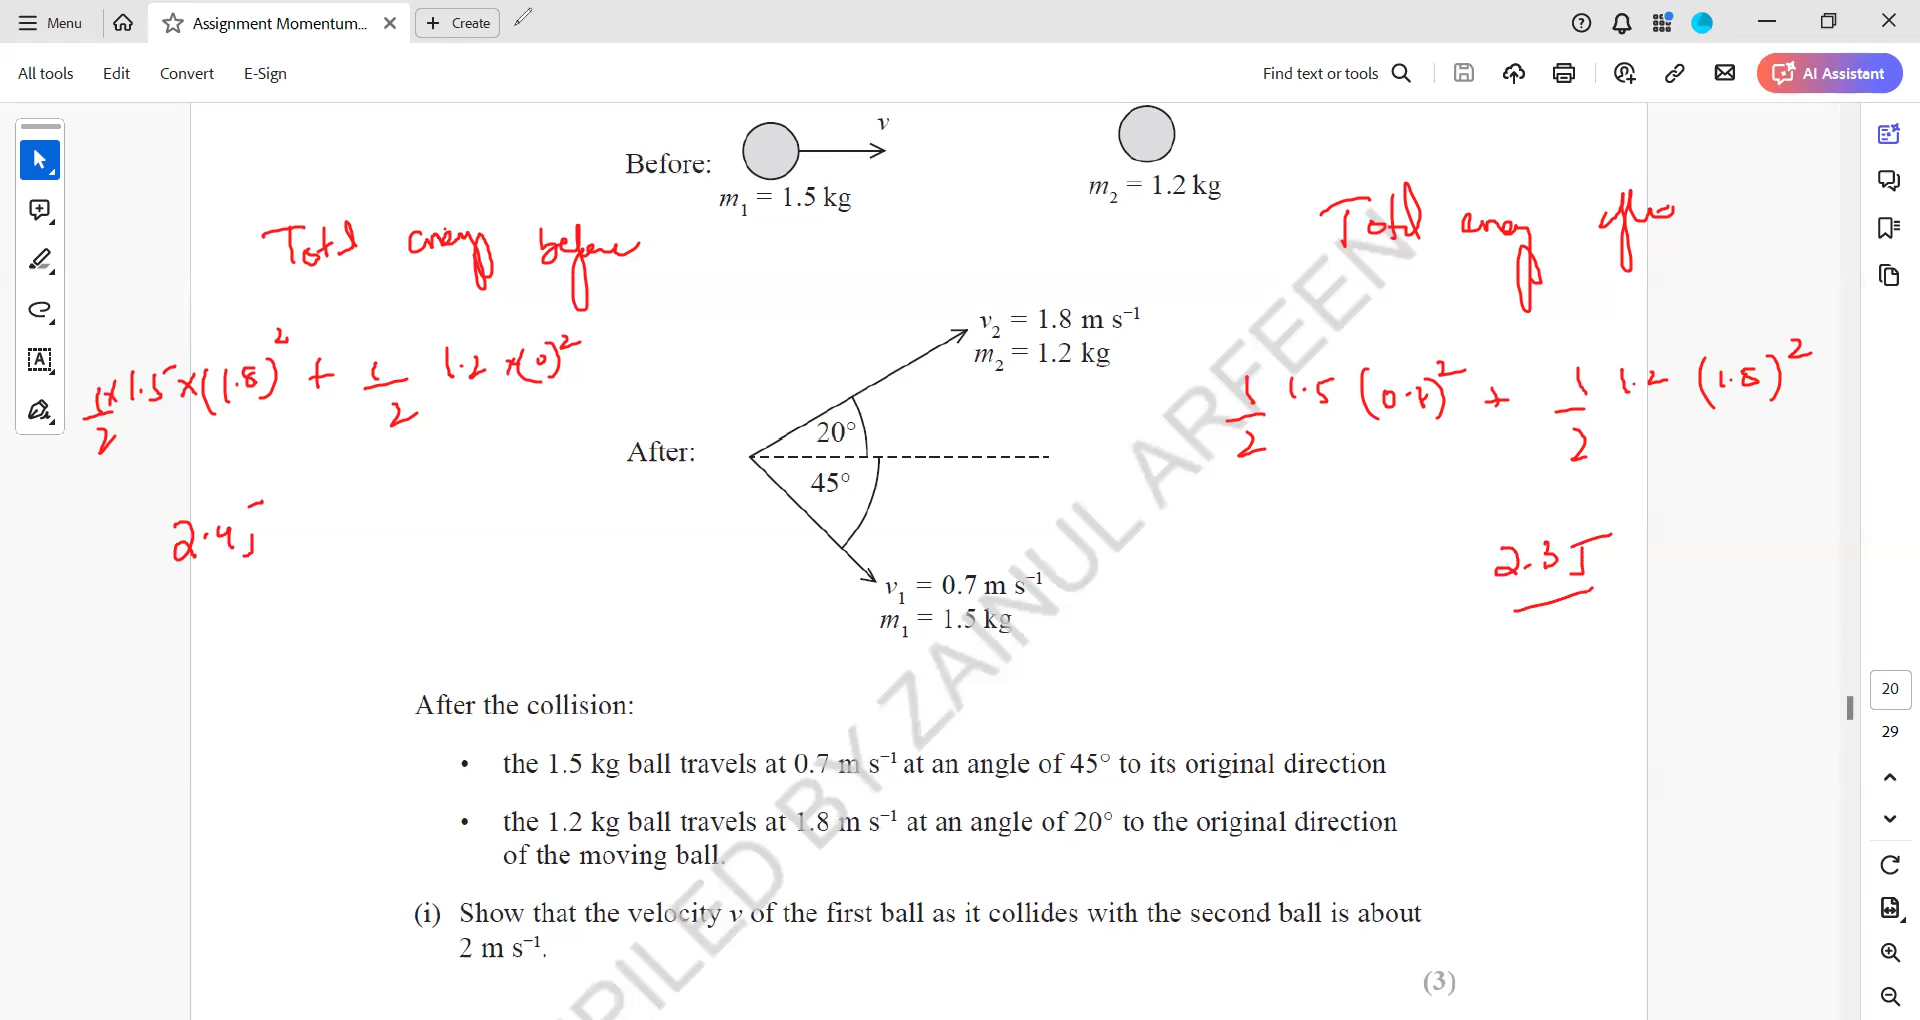 Menu
Assignment Momentum...
Create
All tools
Edit
Convert
E-Sign
Find text or tools
AI Assistant
Before:
v
m₁ = 1.5 kg
m₂ = 1.2 kg
Total energy before
Total energy after
½ × 1.5 × (1.8)² + ½ 1.2 × (0)²
2.4 J
v₂ = 1.8 m s⁻¹
m₂ = 1.2 kg
½ 1.5 (0.7)² + ½ 1.2 (1.8)²
2.3 J
After:
20°
45°
v₁ = 0.7 m s⁻¹
m₁ = 1.5 kg
After the collision:
• the 1.5 kg ball travels at 0.7 m s⁻¹ at an angle of 45° to its original direction
• the 1.2 kg ball travels at 1.8 m s⁻¹ at an angle of 20° to the original direction
of the moving ball.
(i) Show that the velocity v of the first ball as it collides with the second ball is about
2 m s⁻¹.
(3)
PILED BY ZAINUL ARFEEN
20
29